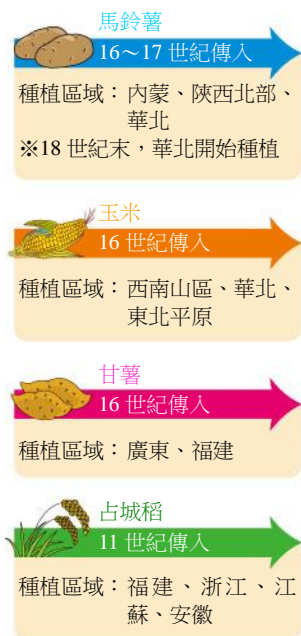 馬鈴薯
16～17 世紀傳入
種植區域：內蒙、陝西北部、
華北
※18 世紀末，華北開始種植
玉米
16 世紀傳入
種植區域：西南山區、華北、
東北平原
甘薯
16 世紀傳入
種植區域：廣東、福建
占城稻
11 世紀傳入
種植區域：福建、浙江、江
蘇、安徽